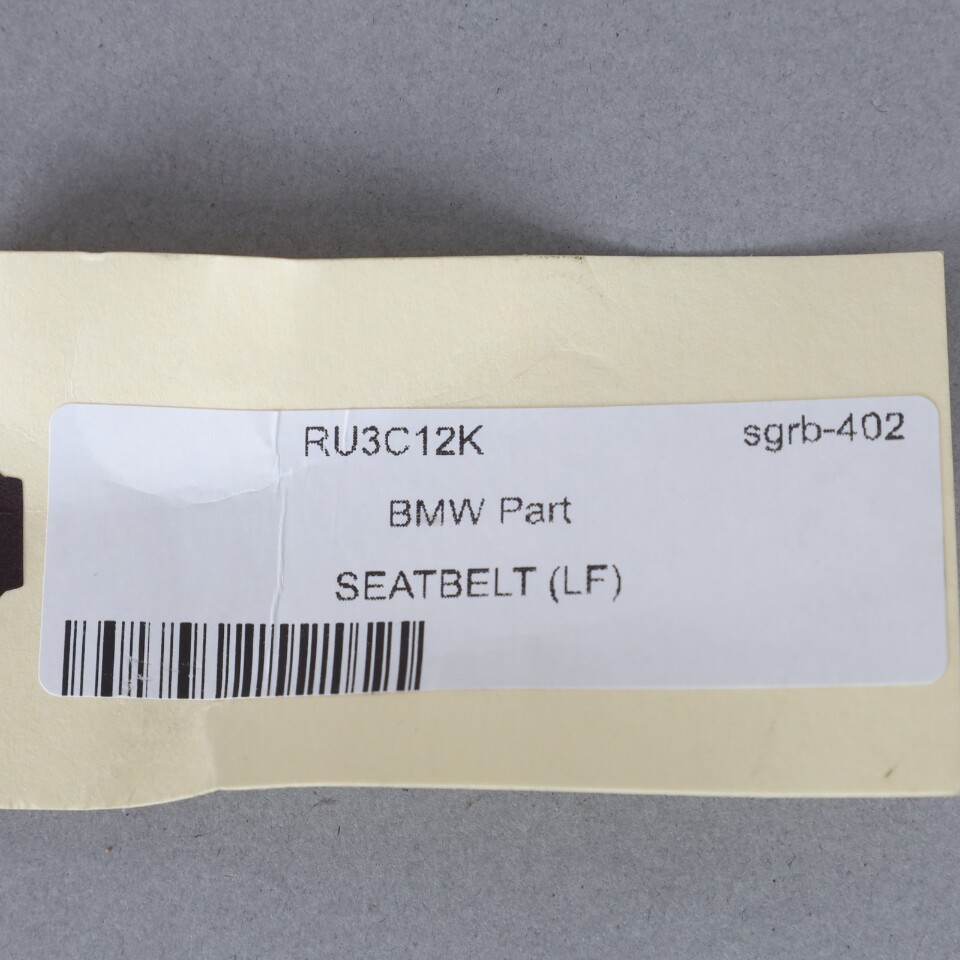 RU3C12K sgrb-402
BMW Part
SEATBELT (LF)